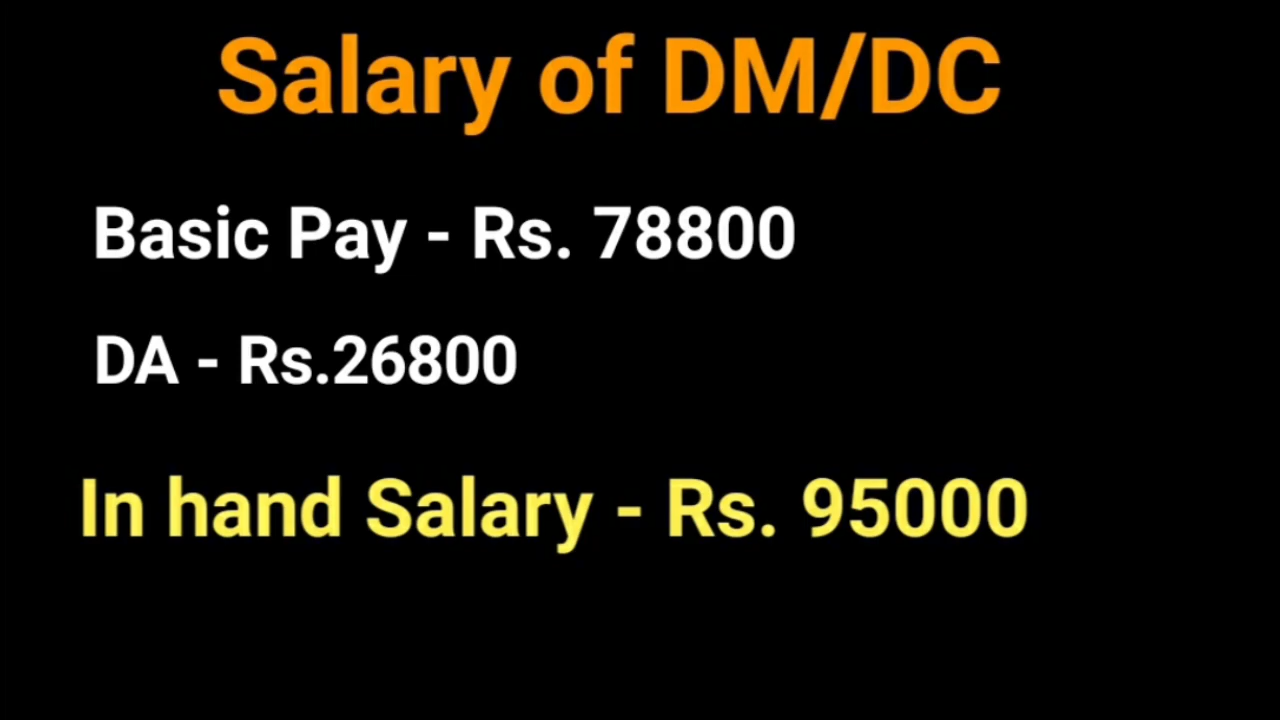 Salary of DM/DC
Basic Pay - Rs. 78800
DA - Rs.26800
In hand Salary - Rs. 95000